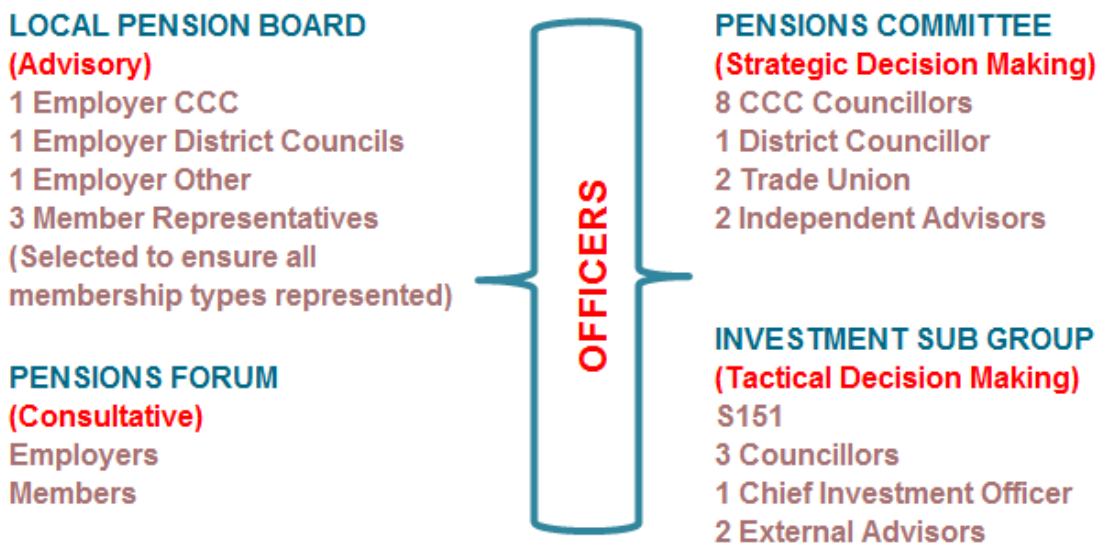 LOCAL PENSION BOARD
(Advisory)
1 Employer CCC
1 Employer District Councils
1 Employer Other
3 Member Representatives
(Selected to ensure all
membership types represented)
PENSIONS FORUM
(Consultative)
Employers
Members
OFFICERS
PENSIONS COMMITTEE
(Strategic Decision Making)
8 CCC Councillors
1 District Councillor
2 Trade Union
2 Independent Advisors
INVESTMENT SUB GROUP
(Tactical Decision Making)
S151
3 Councillors
1 Chief Investment Officer
2 External Advisors